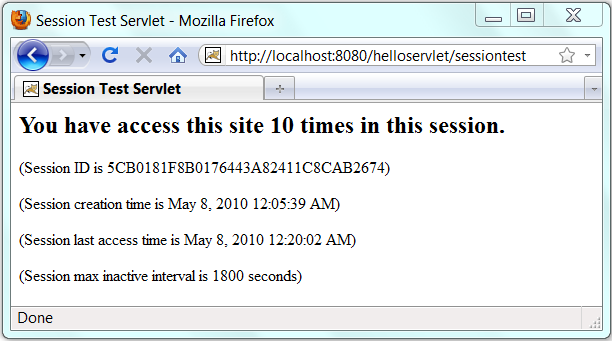 Session Test Servlet - Mozilla Firefox
http://localhost:8080/helloservlet/sessiontest
Session Test Servlet
You have access this site 10 times in this session.
(Session ID is 5CB0181F8B0176443A82411C8CAB2674)
(Session creation time is May 8, 2010 12:05:39 AM)
(Session last access time is May 8, 2010 12:20:02 AM)
(Session max inactive interval is 1800 seconds)
Done